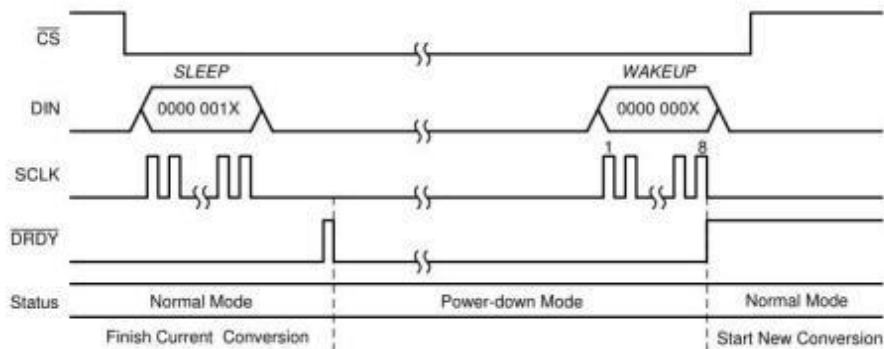 CS
SLEEP
WAKEUP
DIN
0000 001X
0000 000X
1
8
SCLK
DRDY
Status
Normal Mode
Power-down Mode
Normal Mode
Finish Current Conversion
Start New Conversion